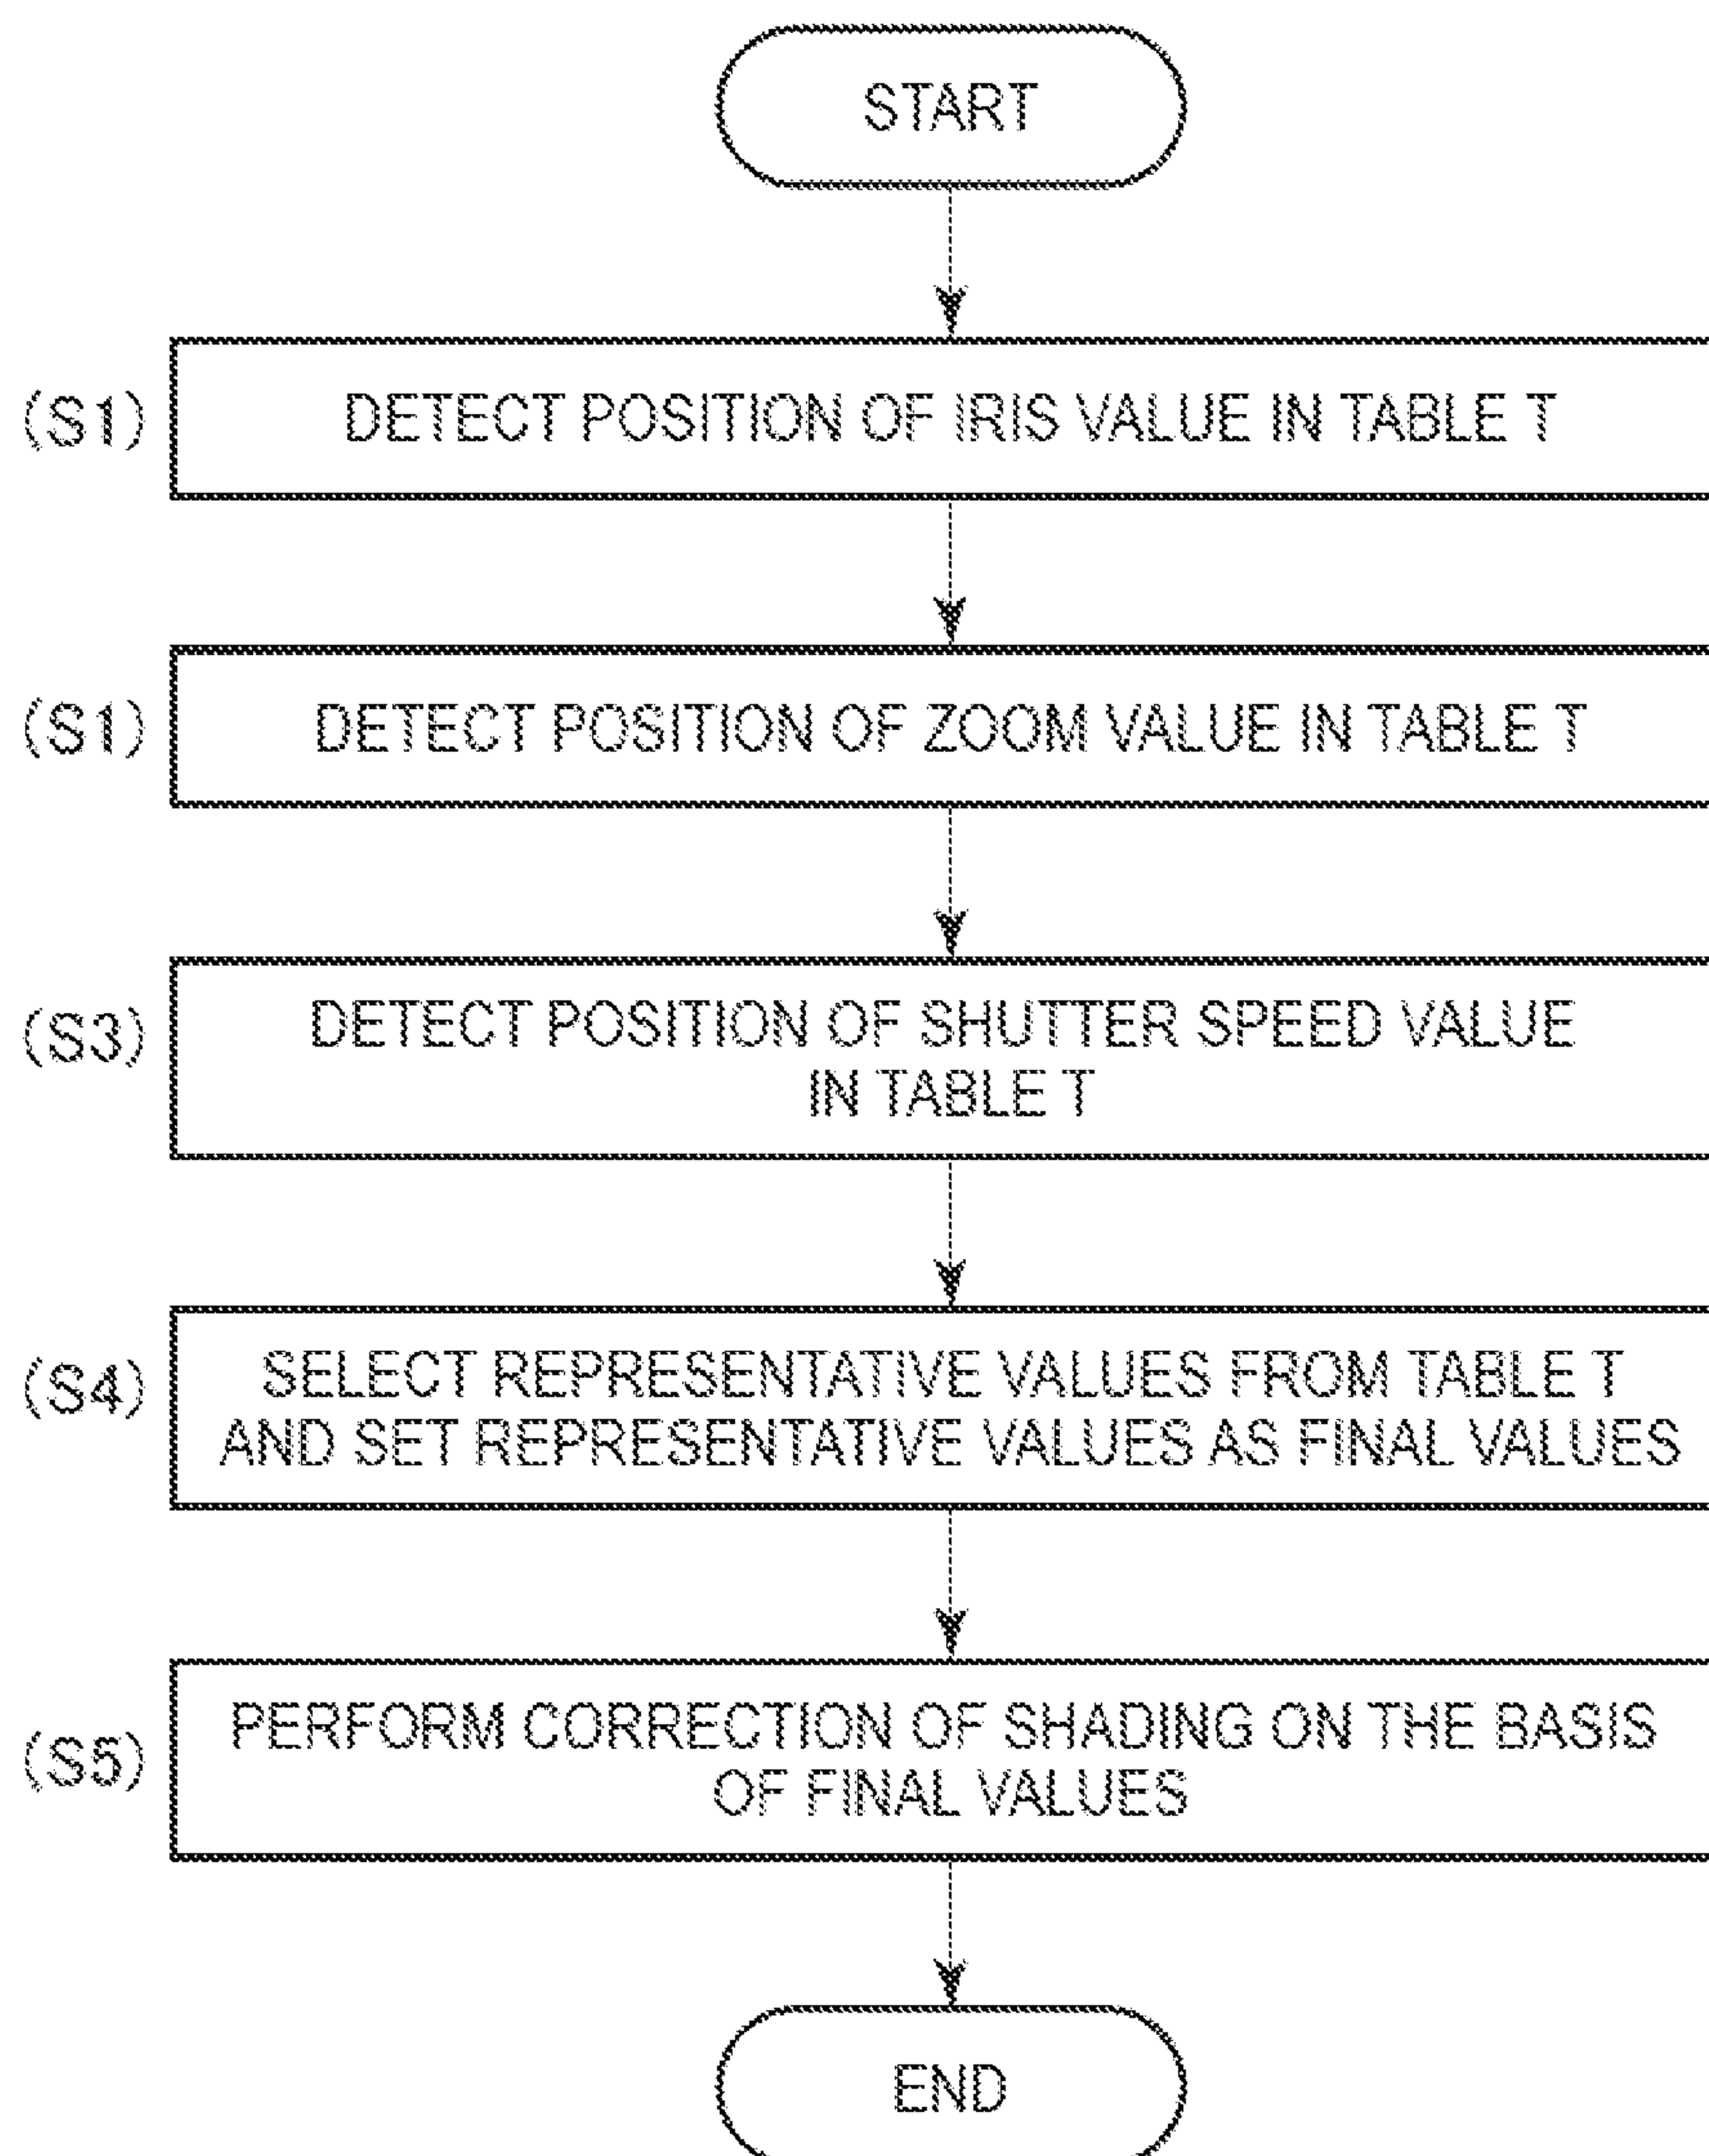 START
(S1)
DETECT POSITION OF IRIS VALUE IN TABLE T
(S1)
DETECT POSITION OF ZOOM VALUE IN TABLE T
(S3)
DETECT POSITION OF SHUTTER SPEED VALUE
IN TABLE T
(S4)
SELECT REPRESENTATIVE VALUES FROM TABLE T
AND SET REPRESENTATIVE VALUES AS FINAL VALUES
(S5)
PERFORM CORRECTION OF SHADING ON THE BASIS
OF FINAL VALUES
END